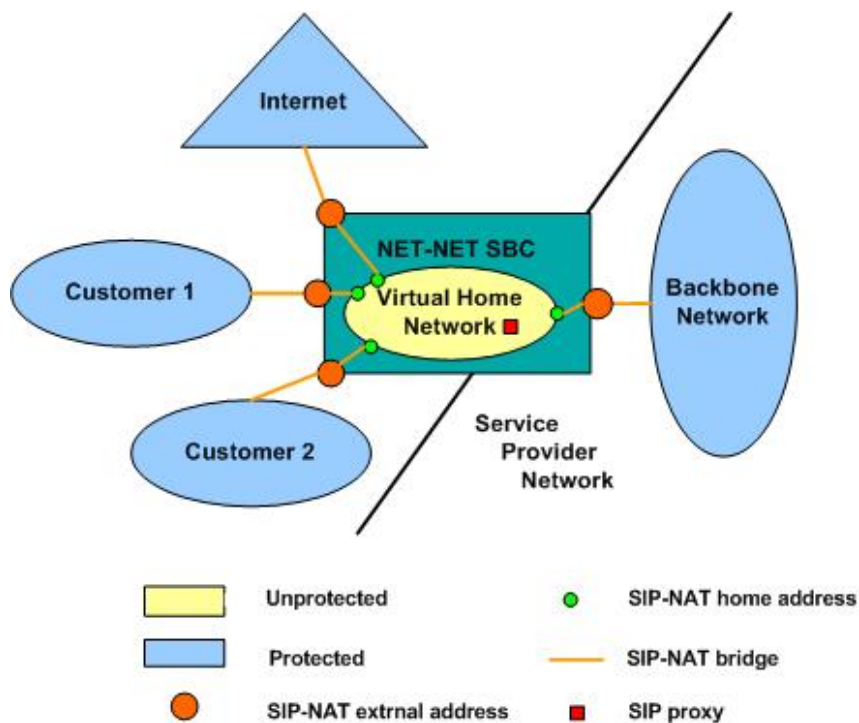 Internet
NET-NET SBC
Customer 1
Virtual Home
Network
Backbone
Network
Customer 2
Service
Provider
Network
Unprotected
SIP-NAT home address
Protected
SIP-NAT bridge
SIP-NAT extrnal address
SIP proxy